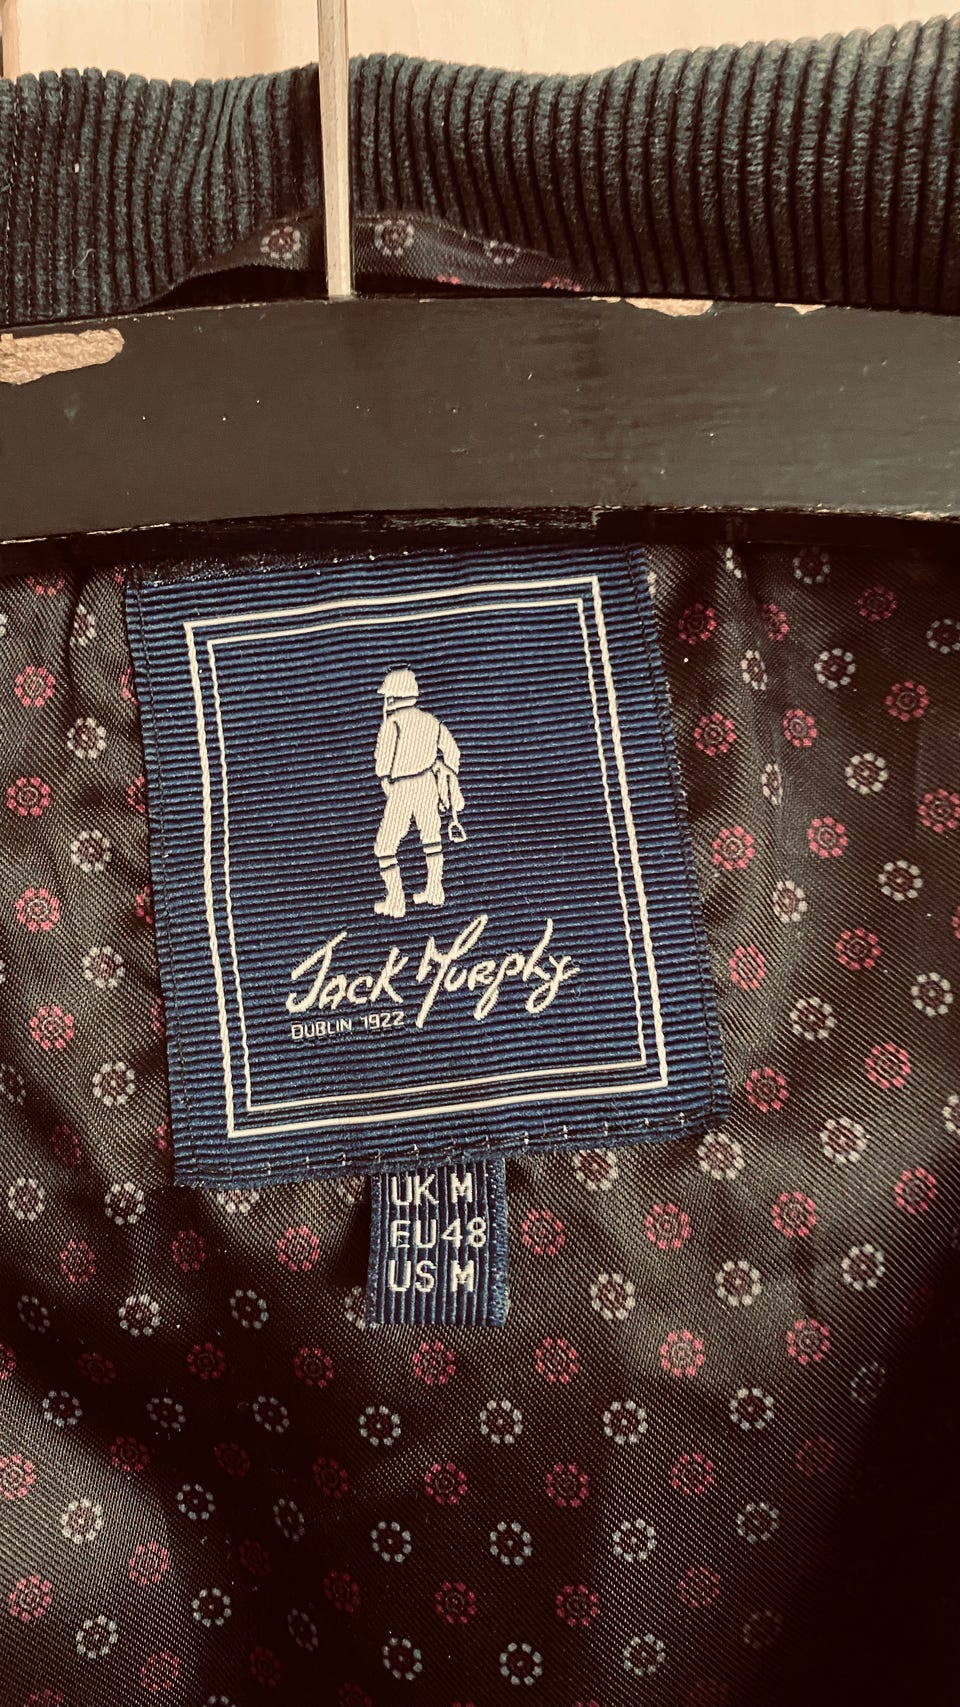 Jack Murphy
DUBLIN 1922
UK M
EU 48
US M